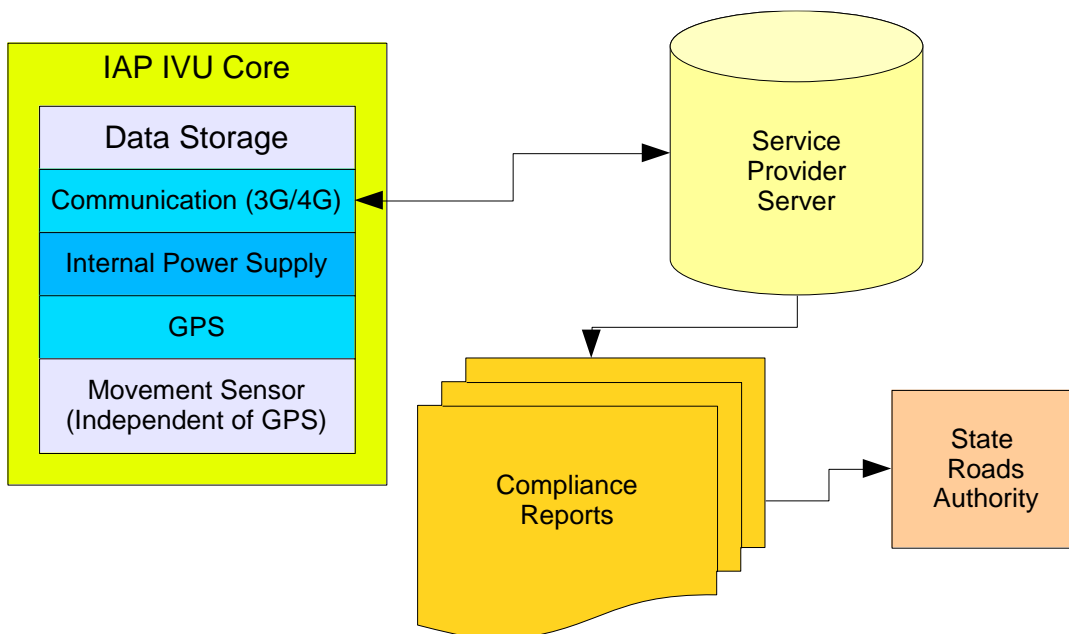 IAP IVU Core
Data Storage
Communication (3G/4G)
Internal Power Supply
GPS
Movement Sensor
(Independent of GPS)
Service
Provider
Server
Compliance
Reports
State
Roads
Authority